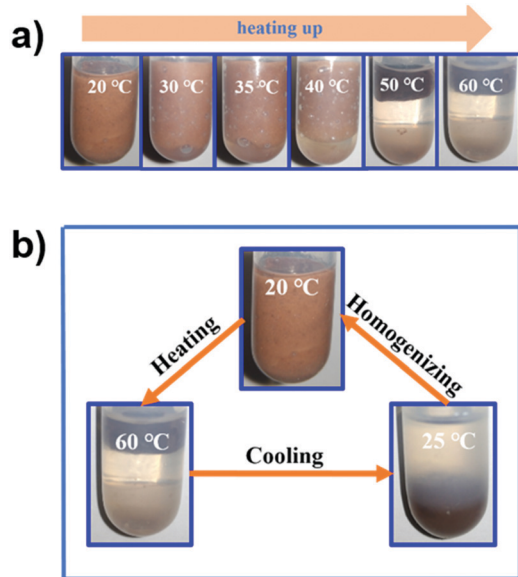 a)
heating up
20 °C
30 °C
35 °C
40 °C
50 °C
60 °C
b)
20 °C
Heating
Homogenizing
60 °C
25 °C
Cooling